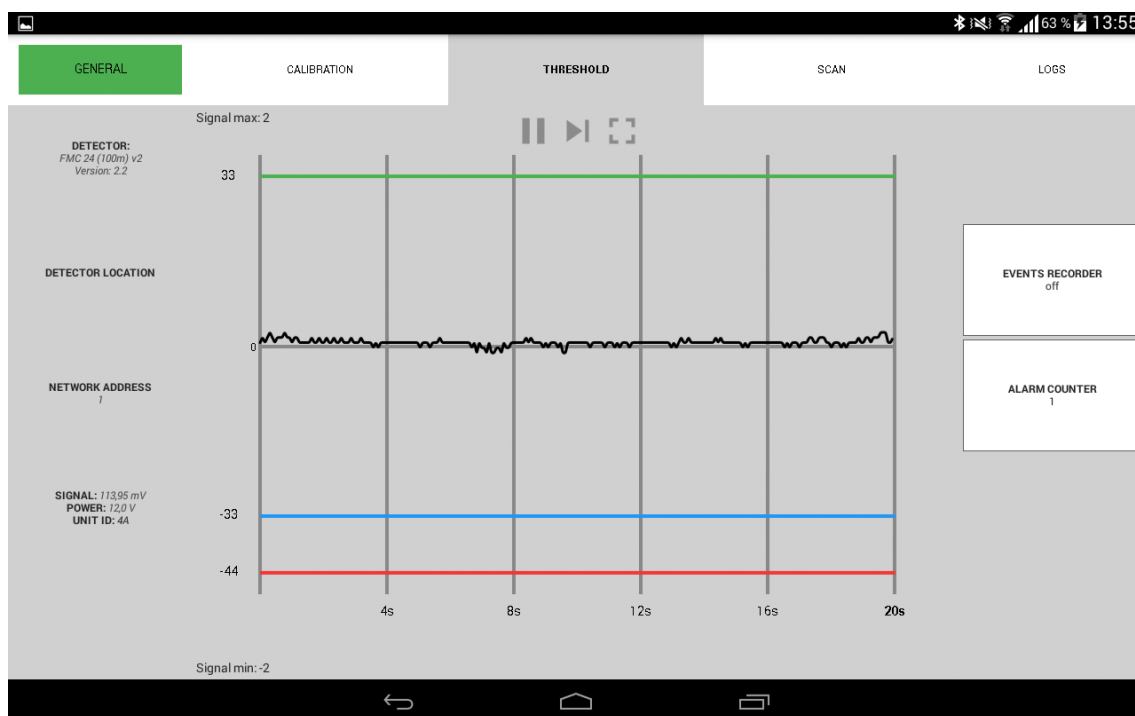 63 % 13:55
GENERAL
CALIBRATION
THRESHOLD
SCAN
LOGS
Signal max: 2
DETECTOR:
FMC 24 (100m) v2
Version: 2.2
DETECTOR LOCATION
NETWORK ADDRESS
1
SIGNAL: 113,95 mV
POWER: 12,0 V
UNIT ID: 4A
33
0
-33
-44
4s 8s 12s 16s 20s
Signal min: -2
EVENTS RECORDER
off
ALARM COUNTER
1